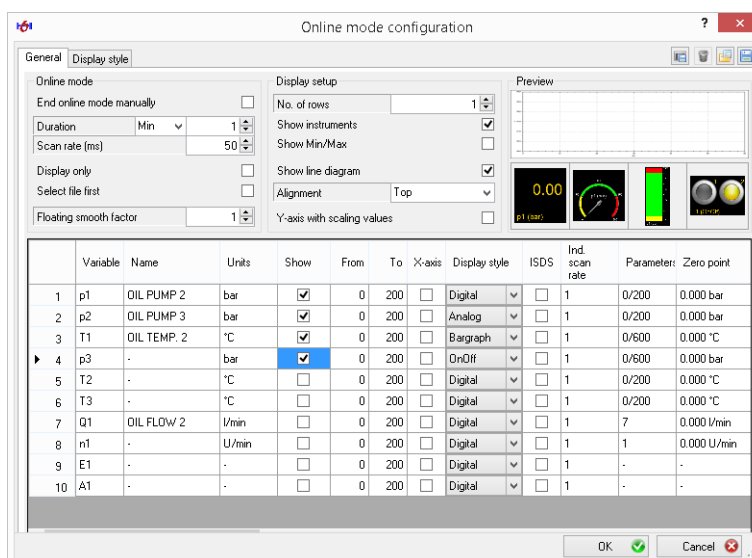 Online mode configuration ?
General Display style
Online mode
End online mode manually
Duration Min 1
Scan rate (ms) 50
Display only
Select file first
Floating smooth factor 1
Display setup
No. of rows 1
Show instruments
Show Min/Max
Show line diagram
Alignment Top
Y-axis with scaling values
Preview
0.00
p1 (bar)
Variable Name Units Show From To X-axis Display style ISDS Ind. scan rate Parameters Zero point
1 p1 OIL PUMP 2 bar 0 200 Digital 1 0/200 0.000 bar
2 p2 OIL PUMP 3 bar 0 200 Analog 1 0/200 0.000 bar
3 T1 OIL TEMP. 2 °C 0 200 Bargraph 1 0/600 0.000 °C
4 p3 - bar 0 200 OnOff 1 0/600 0.000 bar
5 T2 - °C 0 200 Digital 1 0/200 0.000 °C
6 T3 - °C 0 200 Digital 1 0/200 0.000 °C
7 Q1 OIL FLOW 2 l/min 0 200 Digital 1 7 0.000 l/min
8 n1 - U/min 0 200 Digital 1 1 0.000 U/min
9 E1 - - 0 200 Digital 1 - -
10 A1 - - 0 200 Digital 1 - -
OK Cancel